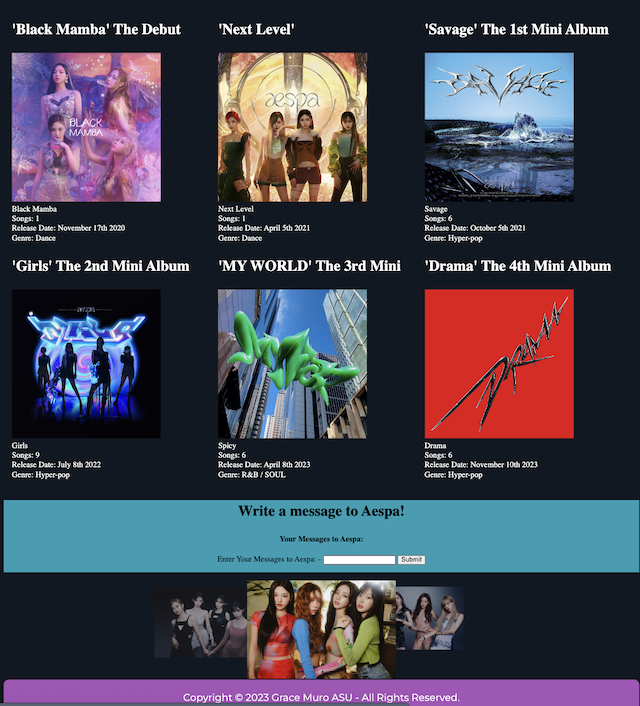 'Black Mamba' The Debut
'Next Level'
'Savage' The 1st Mini Album
BLACK
MAMBA
aespa
aespa
SAVAGE
Black Mamba
Songs: 1
Release Date: November 17th 2020
Genre: Dance
Next Level
Songs: 1
Release Date: April 5th 2021
Genre: Dance
Savage
Songs: 6
Release Date: October 5th 2021
Genre: Hyper-pop
'Girls' The 2nd Mini Album
'MY WORLD' The 3rd Mini
'Drama' The 4th Mini Album
aespa
Girls
DRAMA
Girls
Songs: 9
Release Date: July 8th 2022
Genre: Hyper-pop
Spicy
Songs: 6
Release Date: April 8th 2023
Genre: R&B / SOUL
Drama
Songs: 6
Release Date: November 10th 2023
Genre: Hyper-pop
Write a message to Aespa!
Your Messages to Aespa:
Enter Your Messages to Aespa: - Submit
Copyright © 2023 Grace Muro ASU - All Rights Reserved.